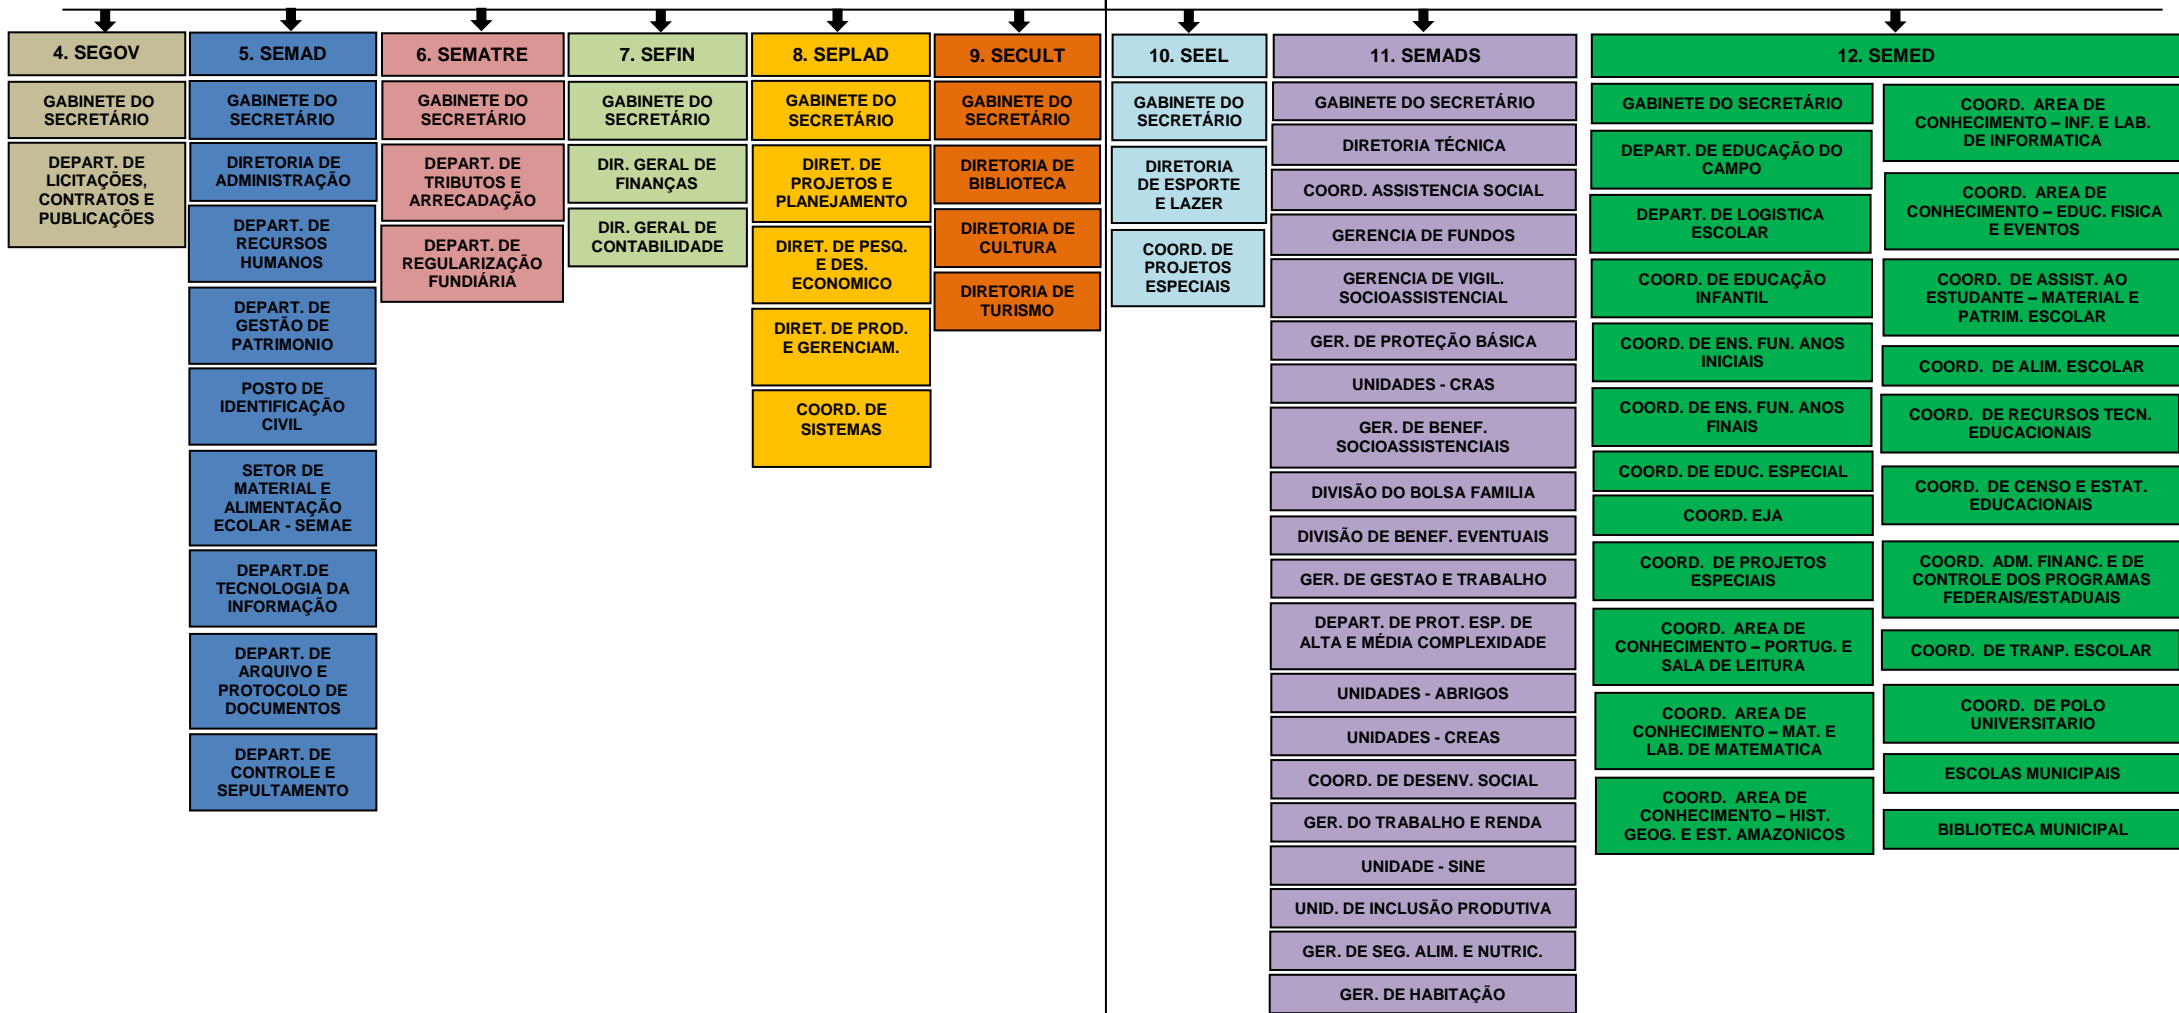 4. SEGOV
GABINETE DO
SECRETÁRIO
DEPART. DE
LICITAÇÕES,
CONTRATOS E
PUBLICAÇÕES
5. SEMAD
GABINETE DO
SECRETÁRIO
DIRETORIA DE
ADMINISTRAÇÃO
DEPART. DE
RECURSOS
HUMANOS
DEPART. DE
GESTÃO DE
PATRIMONIO
POSTO DE
IDENTIFICAÇÃO
CIVIL
SETOR DE
MATERIAL E
ALIMENTAÇÃO
ECOLAR - SEMAE
DEPART.DE
TECNOLOGIA DA
INFORMAÇÃO
DEPART. DE
ARQUIVO E
PROTOCOLO DE
DOCUMENTOS
DEPART. DE
CONTROLE E
SEPULTAMENTO
6. SEMATRE
GABINETE DO
SECRETÁRIO
DEPART. DE
TRIBUTOS E
ARRECADAÇÃO
DEPART. DE
REGULARIZAÇÃO
FUNDIÁRIA
7. SEFIN
GABINETE DO
SECRETÁRIO
DIR. GERAL DE
FINANÇAS
DIR. GERAL DE
CONTABILIDADE
8. SEPLAD
GABINETE DO
SECRETÁRIO
DIRET. DE
PROJETOS E
PLANEJAMENTO
DIRET. DE PESQ.
E DES.
ECONOMICO
DIRET. DE PROD.
E GERENCIAM.
COORD. DE
SISTEMAS
9. SECULT
GABINETE DO
SECRETÁRIO
DIRETORIA DE
BIBLIOTECA
DIRETORIA DE
CULTURA
DIRETORIA DE
TURISMO
10. SEEL
GABINETE DO
SECRETÁRIO
DIRETORIA
DE ESPORTE
E LAZER
COORD. DE
PROJETOS
ESPECIAIS
11. SEMADS
GABINETE DO SECRETÁRIO
DIRETORIA TÉCNICA
COORD. ASSISTENCIA SOCIAL
GERENCIA DE FUNDOS
GERENCIA DE VIGIL.
SOCIOASSISTENCIAL
GER. DE PROTEÇÃO BÁSICA
UNIDADES - CRAS
GER. DE BENEF.
SOCIOASSISTENCIAIS
DIVISÃO DO BOLSA FAMILIA
DIVISÃO DE BENEF. EVENTUAIS
GER. DE GESTAO E TRABALHO
DEPART. DE PROT. ESP. DE
ALTA E MÉDIA COMPLEXIDADE
UNIDADES - ABRIGOS
UNIDADES - CREAS
COORD. DE DESENV. SOCIAL
GER. DO TRABALHO E RENDA
UNIDADE - SINE
UNID. DE INCLUSÃO PRODUTIVA
GER. DE SEG. ALIM. E NUTRIC.
GER. DE HABITAÇÃO
12. SEMED
GABINETE DO SECRETÁRIO
DEPART. DE EDUCAÇÃO DO
CAMPO
DEPART. DE LOGISTICA
ESCOLAR
COORD. DE EDUCAÇÃO
INFANTIL
COORD. DE ENS. FUN. ANOS
INICIAIS
COORD. DE ENS. FUN. ANOS
FINAIS
COORD. DE EDUC. ESPECIAL
COORD. EJA
COORD. DE PROJETOS
ESPECIAIS
COORD. AREA DE
CONHECIMENTO – PORTUG. E
SALA DE LEITURA
COORD. AREA DE
CONHECIMENTO – MAT. E
LAB. DE MATEMATICA
COORD. AREA DE
CONHECIMENTO – HIST.
GEOG. E EST. AMAZONICOS
COORD. AREA DE
CONHECIMENTO – INF. E LAB.
DE INFORMATICA
COORD. AREA DE
CONHECIMENTO – EDUC. FISICA
E EVENTOS
COORD. DE ASSIST. AO
ESTUDANTE – MATERIAL E
PATRIM. ESCOLAR
COORD. DE ALIM. ESCOLAR
COORD. DE RECURSOS TECN.
EDUCACIONAIS
COORD. DE CENSO E ESTAT.
EDUCACIONAIS
COORD. ADM. FINANC. E DE
CONTROLE DOS PROGRAMAS
FEDERAIS/ESTADUAIS
COORD. DE TRANP. ESCOLAR
COORD. DE POLO
UNIVERSITARIO
ESCOLAS MUNICIPAIS
BIBLIOTECA MUNICIPAL